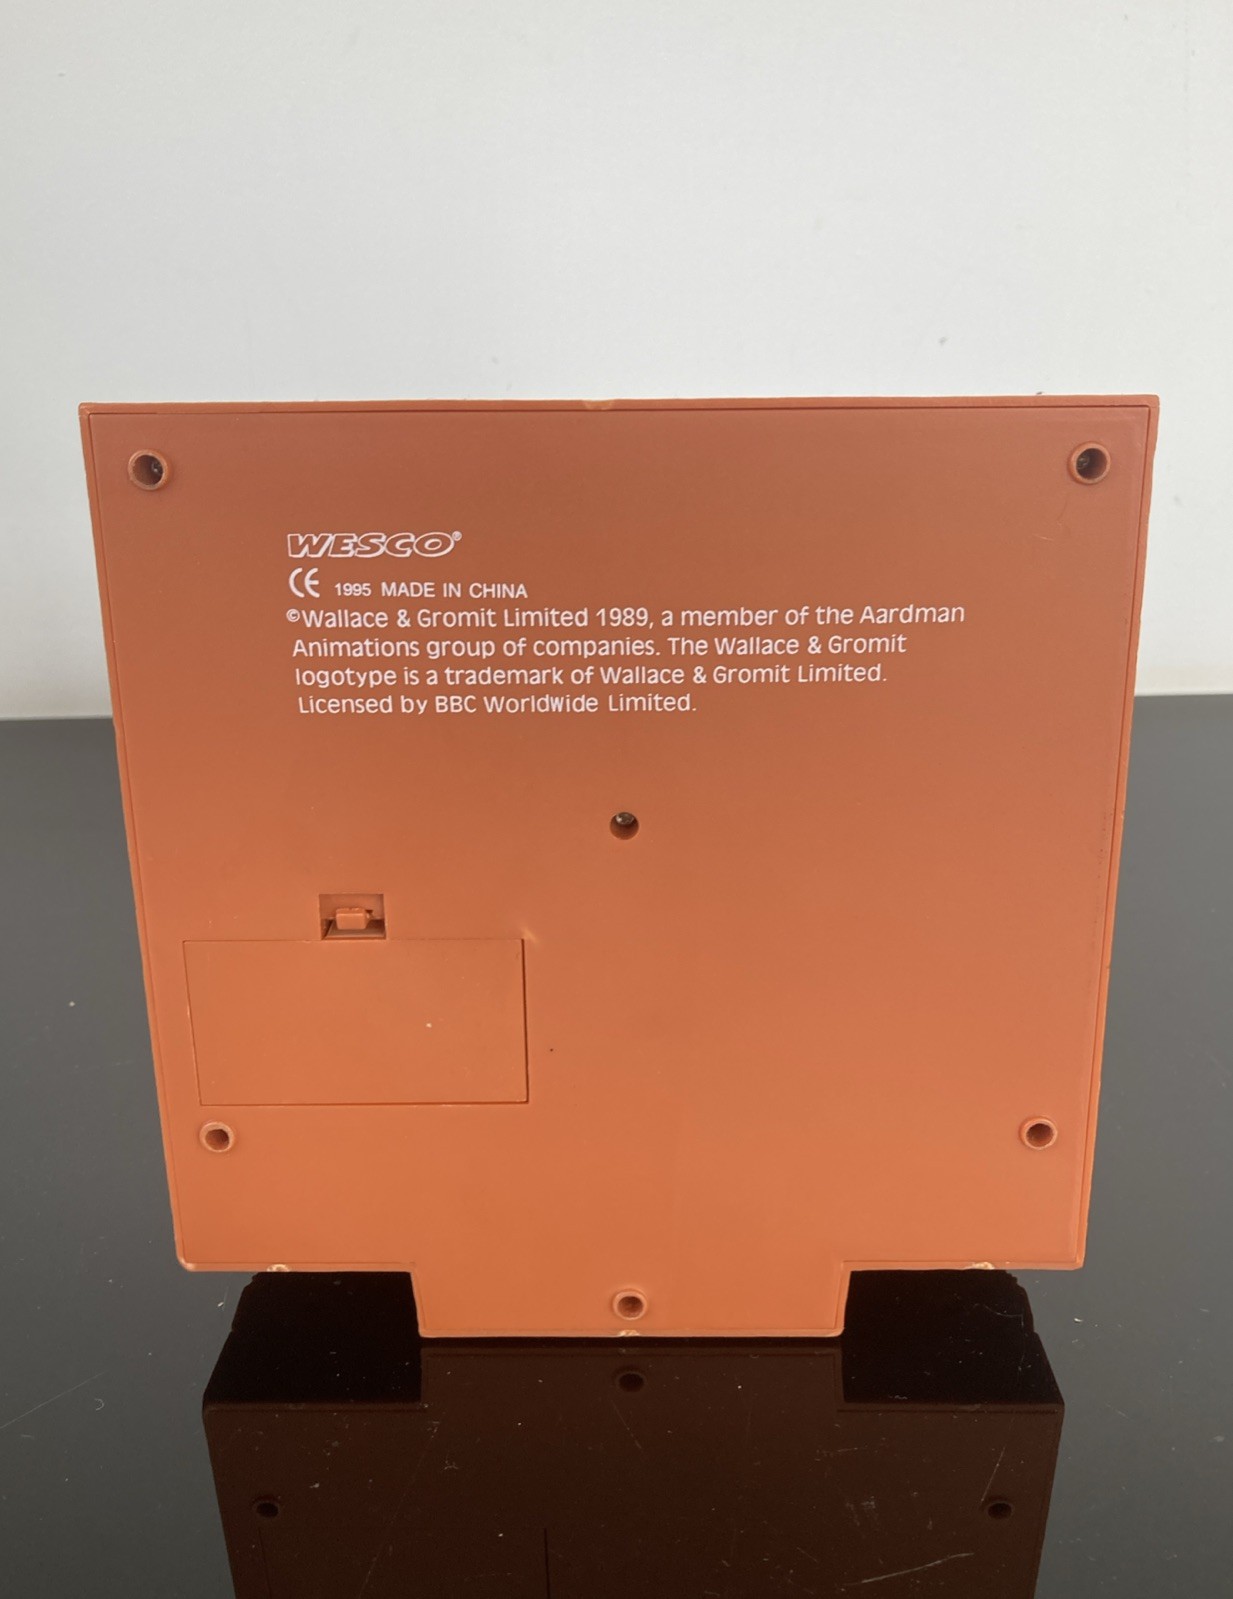 WESCO®
CE 1995 MADE IN CHINA
©Wallace & Gromit Limited 1989, a member of the Aardman
Animations group of companies. The Wallace & Gromit
logotype is a trademark of Wallace & Gromit Limited.
Licensed by BBC Worldwide Limited.